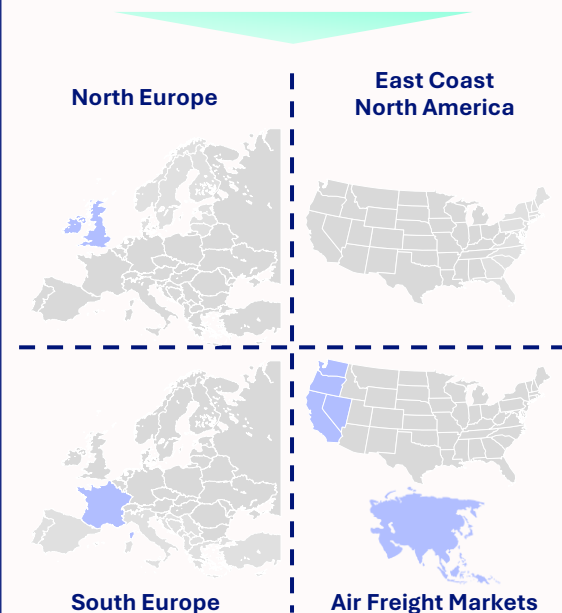 North Europe
East Coast
North America
South Europe
Air Freight Markets